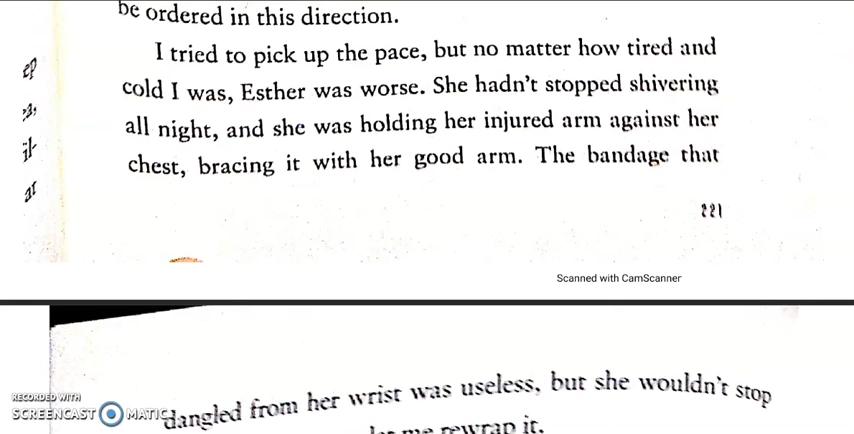 be ordered in this direction.
I tried to pick up the pace, but no matter how tired and
cold I was, Esther was worse. She hadn't stopped shivering
all night, and she was holding her injured arm against her
chest, bracing it with her good arm. The bandage that
221
Scanned with CamScanner
dangled from her wrist was useless, but she wouldn't stop
me rewrap it.
RECORDED WITH
SCREENCAST MATIC